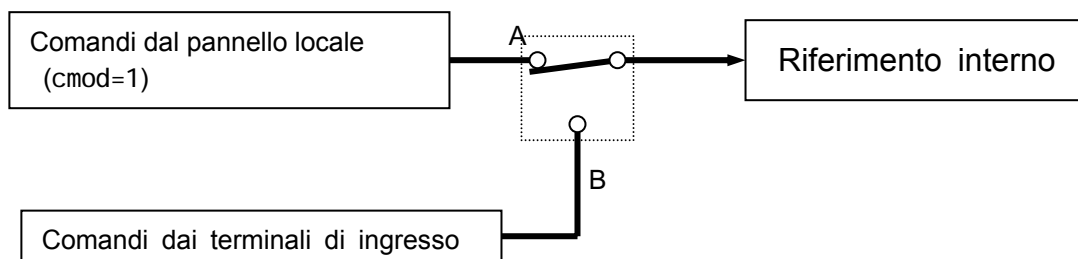 Comandi dal pannello locale
(cmod=1)
A
Riferimento interno
B
Comandi dai terminali di ingresso